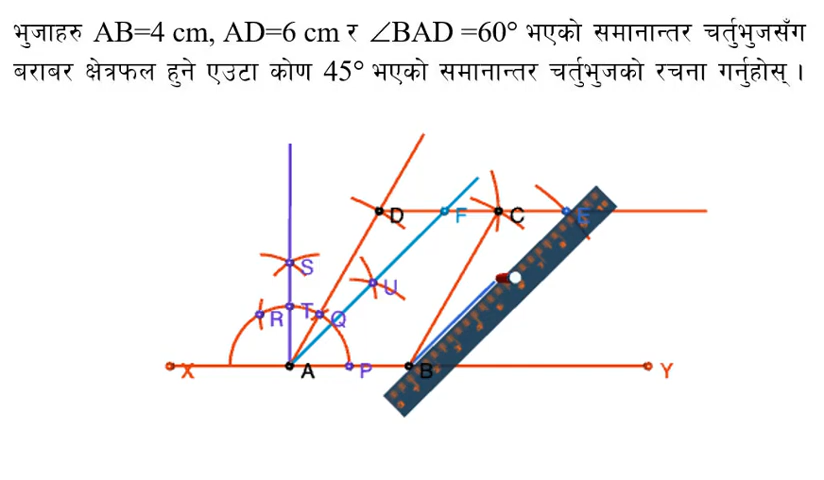 भुजाहरु AB=4 cm, AD=6 cm र ∠BAD =60° भएको समानान्तर चर्तुभुजसँग
बराबर क्षेत्रफल हुने एउटा कोण 45° भएको समानान्तर चर्तुभुजको रचना गर्नुहोस् ।
D F C E
S
U
R T Q
X A P B Y